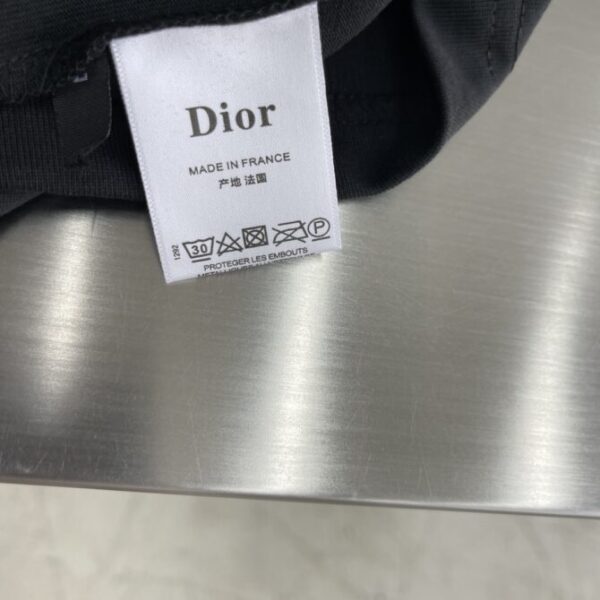 Dior
MADE IN FRANCE
产地 法国
1292
30 P
PROTEGER LES EMBOUTS